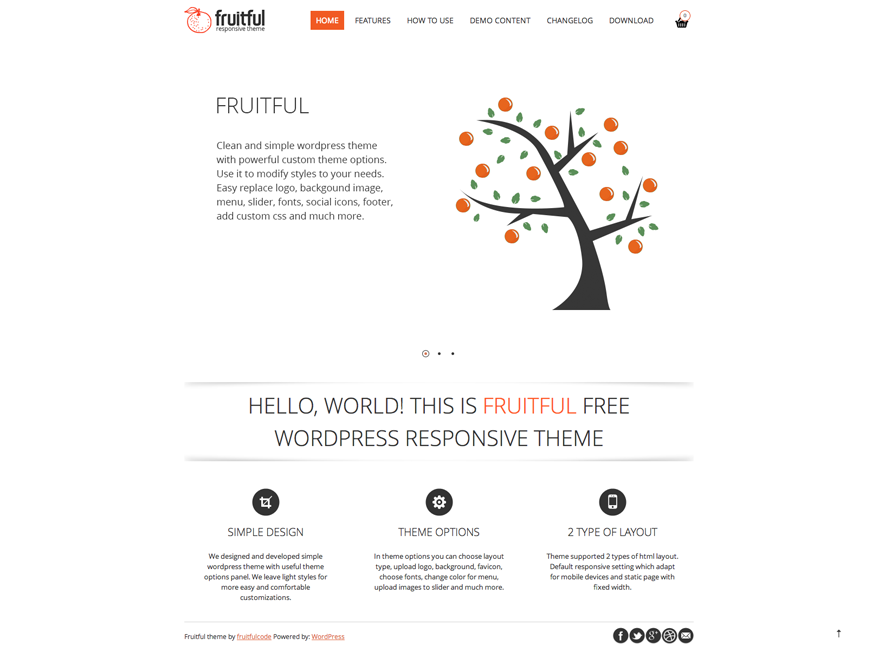 fruitful
responsive theme
HOME FEATURES HOW TO USE DEMO CONTENT CHANGELOG DOWNLOAD
0
FRUITFUL
Clean and simple wordpress theme
with powerful custom theme options.
Use it to modify styles to your needs.
Easy replace logo, backgound image,
menu, slider, fonts, social icons, footer,
add custom css and much more.
HELLO, WORLD! THIS IS FRUITFUL FREE
WORDPRESS RESPONSIVE THEME
SIMPLE DESIGN
We designed and developed simple
wordpress theme with useful theme
options panel. We leave light styles for
more easy and comfortable
customizations.
THEME OPTIONS
In theme options you can choose layout
type, upload logo, background, favicon,
choose fonts, change color for menu,
upload images to slider and much more.
2 TYPE OF LAYOUT
Theme supported 2 types of html layout.
Default responsive setting which adapt
for mobile devices and static page with
fixed width.
Fruitful theme by fruitfulcode Powered by: WordPress